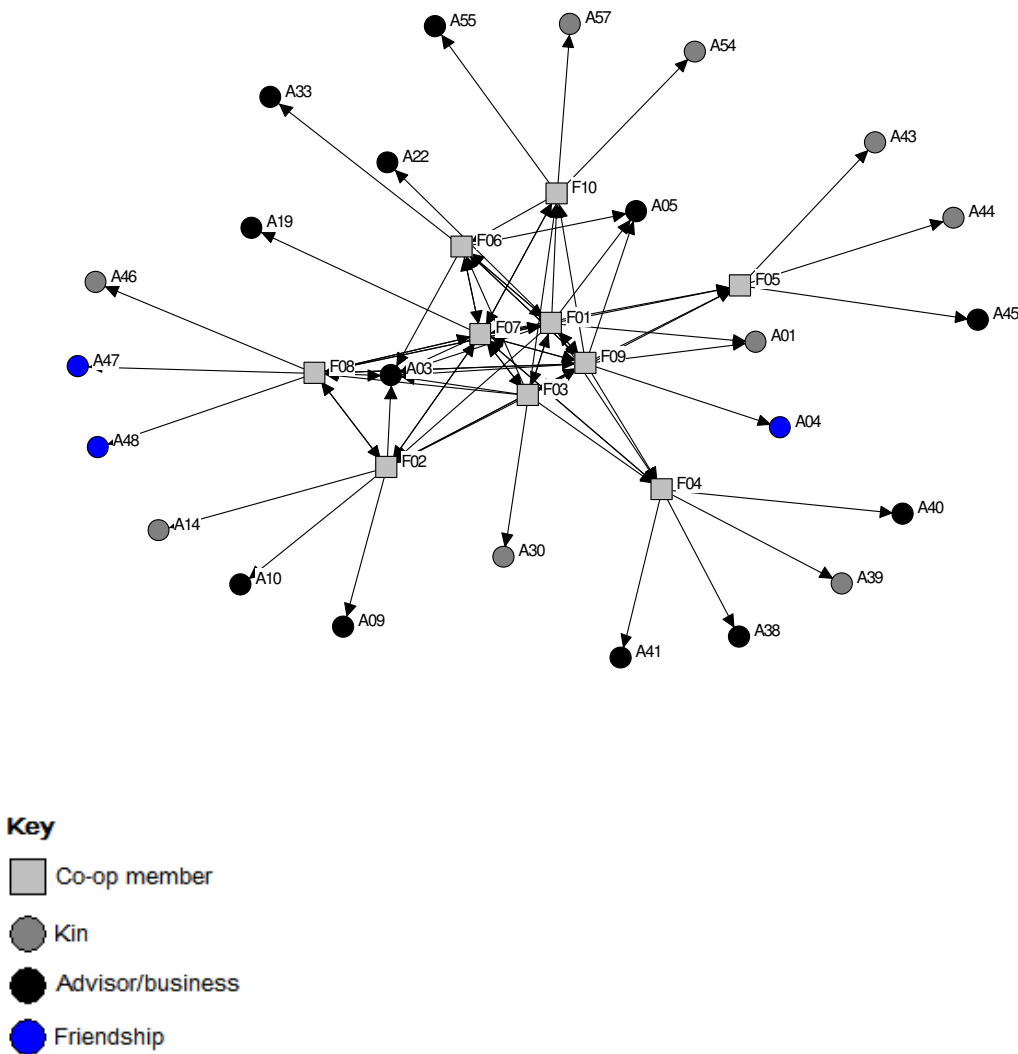 A55
A57
A54
A33
A22
A43
F10
A05
A44
A19
F06
A46
F05
A45
F07
F01
A01
A47
F08
A03
F09
F03
A04
A48
F02
F04
A40
A14
A30
A10
A39
A09
A38
A41
Key
Co-op member
Kin
Advisor/business
Friendship